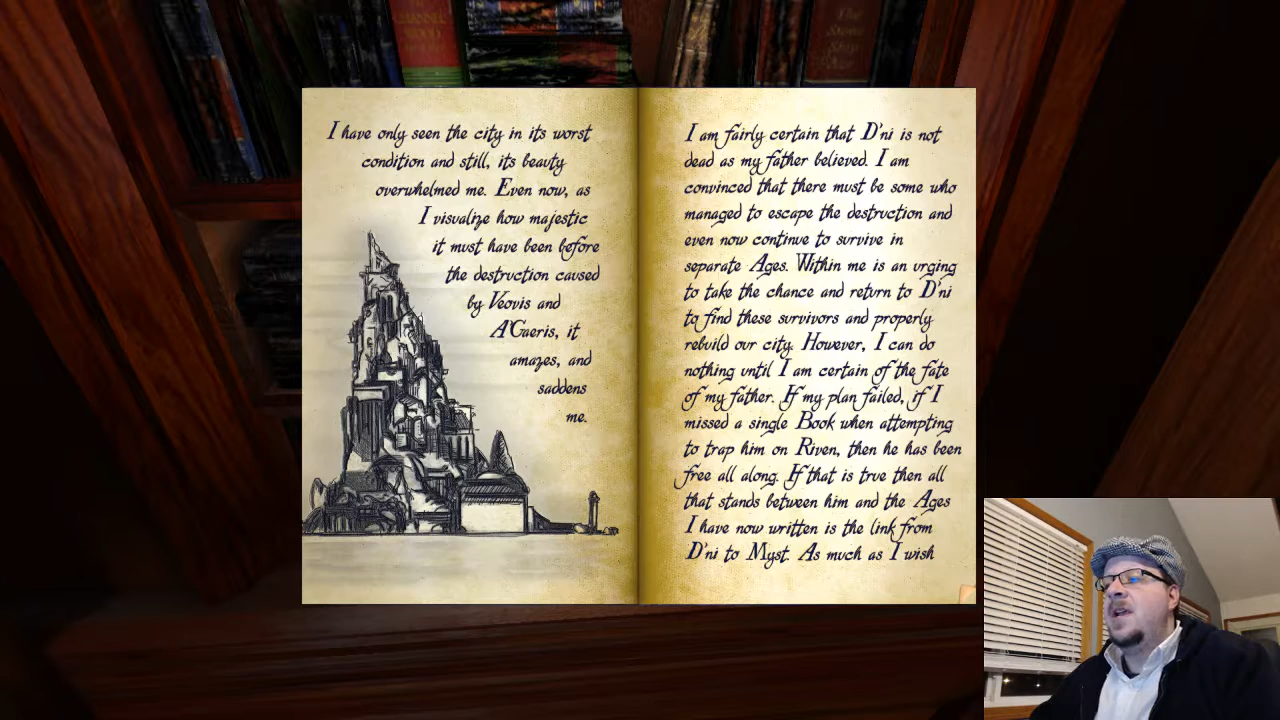 CHANNEL
WOOD
The
Stone
Ship
Age
I have only seen the city in its worst
condition and still, its beauty
overwhelmed me. Even now, as
I visualize how majestic
it must have been before
the destruction caused
by Veovis and
A'Gaeris, it
amazes, and
saddens
me.
I am fairly certain that D'ni is not
dead as my father believed. I am
convinced that there must be some who
managed to escape the destruction and
even now continue to survive in
separate Ages. Within me is an urging
to take the chance and return to D'ni
to find these survivors and properly
rebuild our city. However, I can do
nothing until I am certain of the fate
of my father. If my plan failed, if I
missed a single Book when attempting
to trap him on Riven, then he has been
free all along. If that is true then all
that stands between him and the Ages
I have now written is the link from
D'ni to Myst. As much as I wish